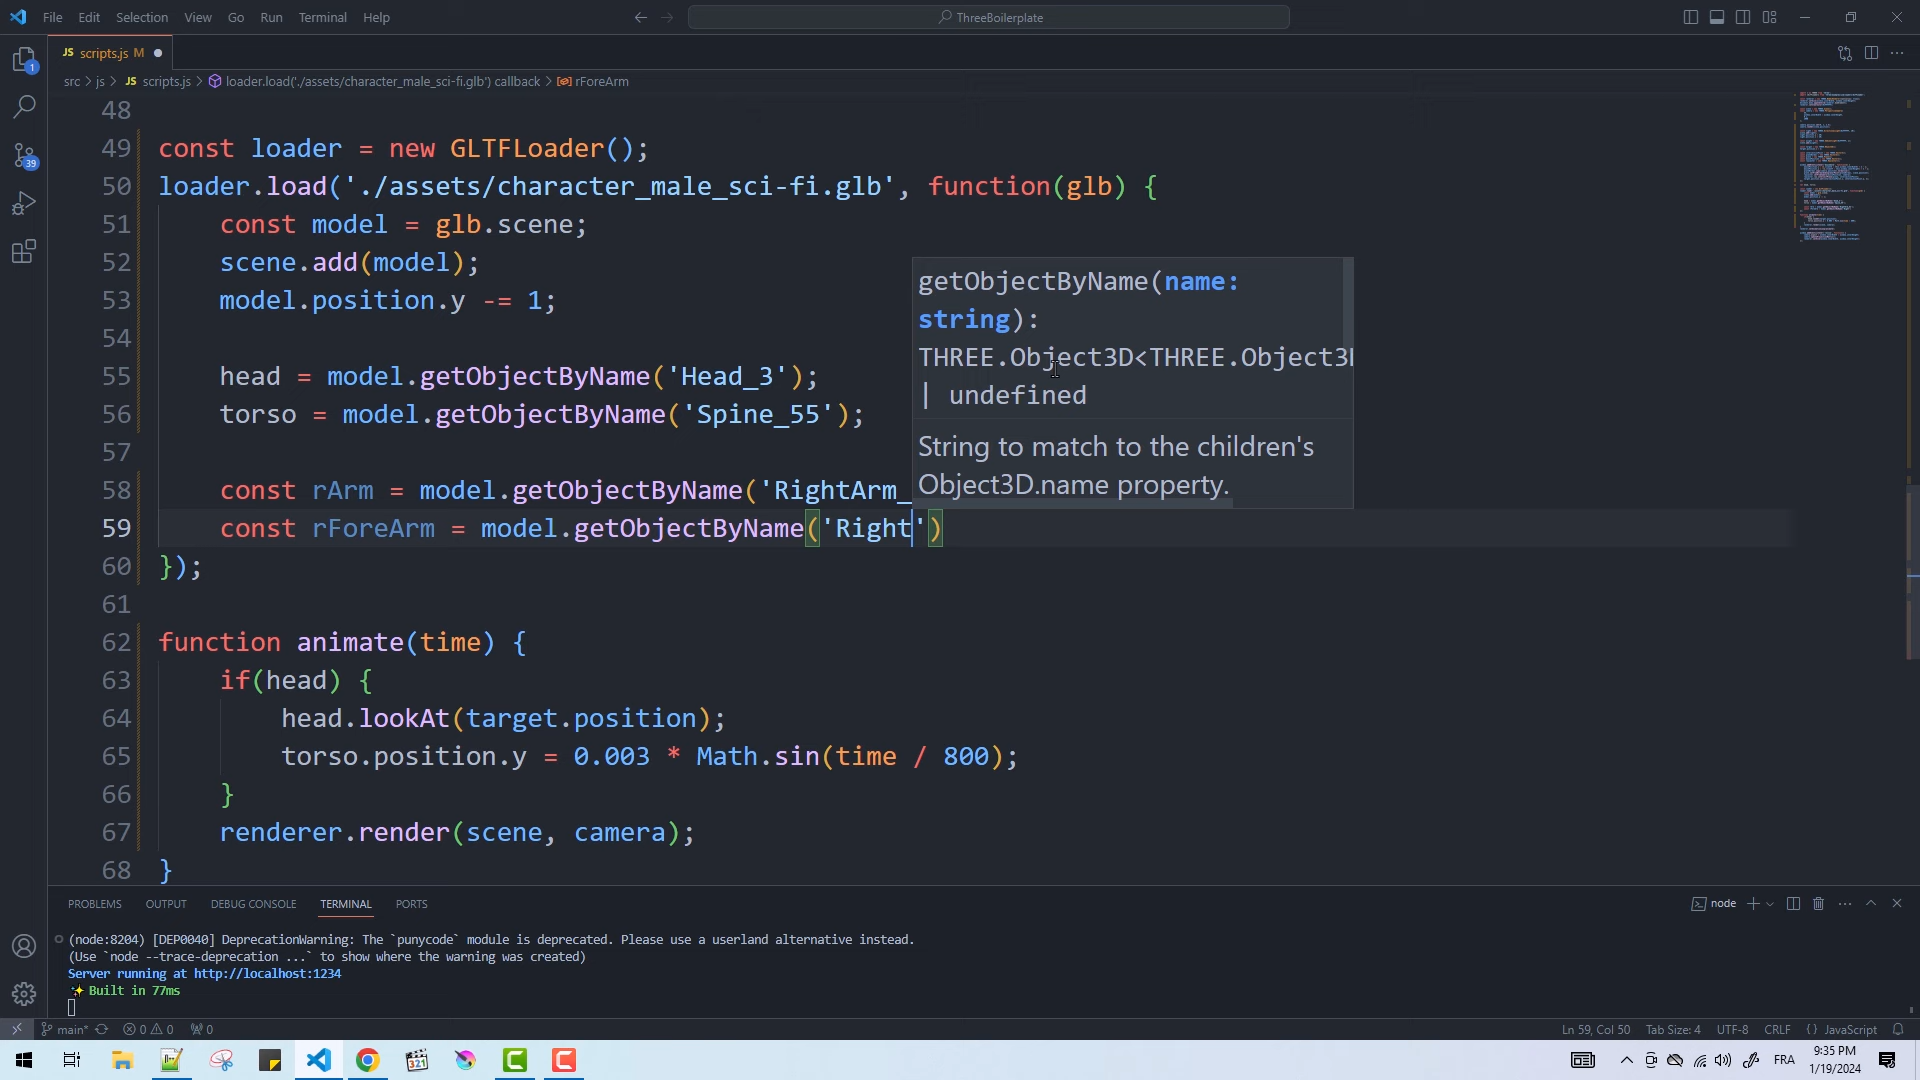 File Edit Selection View Go Run Terminal Help
ThreeBoilerplate
JS scripts.js M
src > js > JS scripts.js > loader.load('./assets/character_male_sci-fi.glb') callback > rForeArm
48
49 const loader = new GLTFLoader();
50 loader.load('./assets/character_male_sci-fi.glb', function(glb) {
51 const model = glb.scene;
52 scene.add(model);
53 model.position.y -= 1;
54
55 head = model.getObjectByName('Head_3');
56 torso = model.getObjectByName('Spine_55');
57
58 const rArm = model.getObjectByName('RightArm_
59 const rForeArm = model.getObjectByName('Right')
60 });
61
62 function animate(time) {
63 if(head) {
64 head.lookAt(target.position);
65 torso.position.y = 0.003 * Math.sin(time / 800);
66 }
67 renderer.render(scene, camera);
68 }
getObjectByName(name:
string):
THREE.Object3D<THREE.Object3D
| undefined
String to match to the children's
Object3D.name property.
1
39
PROBLEMS OUTPUT DEBUG CONSOLE TERMINAL PORTS
node
(node:8204) [DEP0040] DeprecationWarning: The `punycode` module is deprecated. Please use a userland alternative instead.
(Use `node --trace-deprecation ...` to show where the warning was created)
Server running at http://localhost:1234
✨ Built in 77ms
main* 0 0 0
Ln 59, Col 50 Tab Size: 4 UTF-8 CRLF {} JavaScript
321
FRA
9:35 PM
1/19/2024